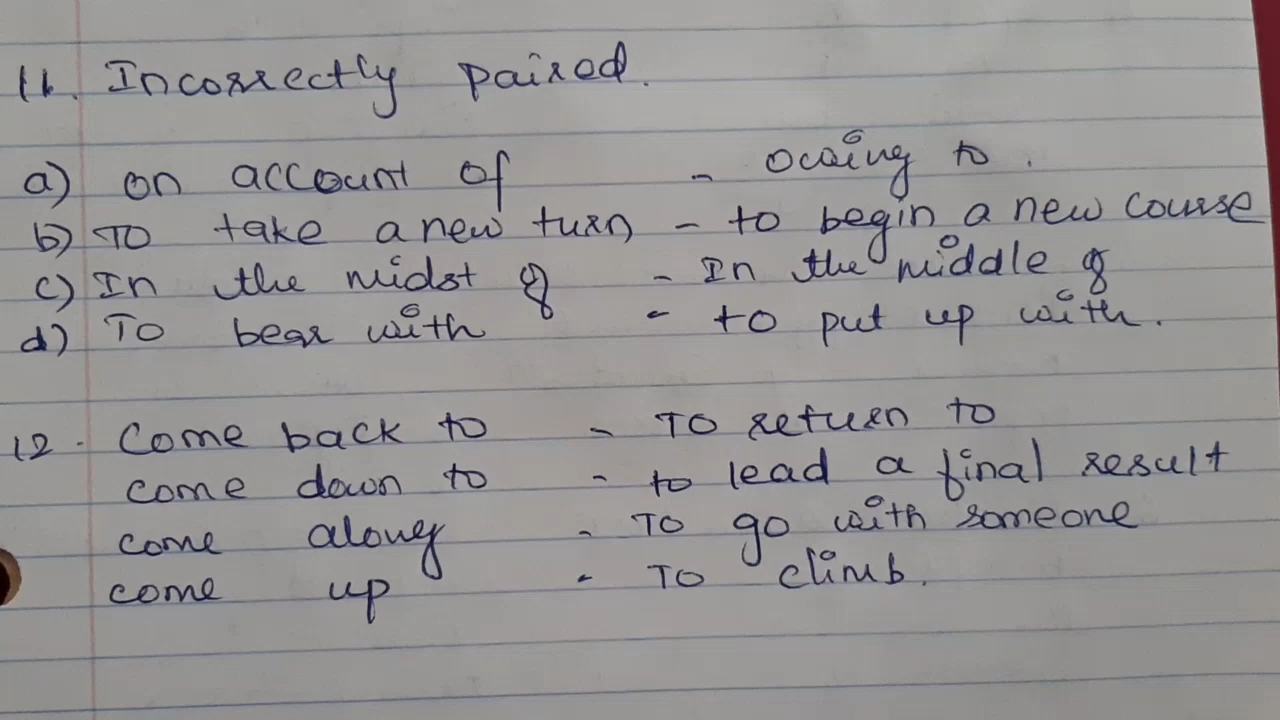 11. Incorrectly paired.
a) on account of - owing to.
b) To take a new turn - to begin a new course
c) In the midst of - In the middle of
d) To bear with - to put up with.
12. Come back to - To return to
come down to - to lead a final result
come along - To go with someone
come up - To climb.